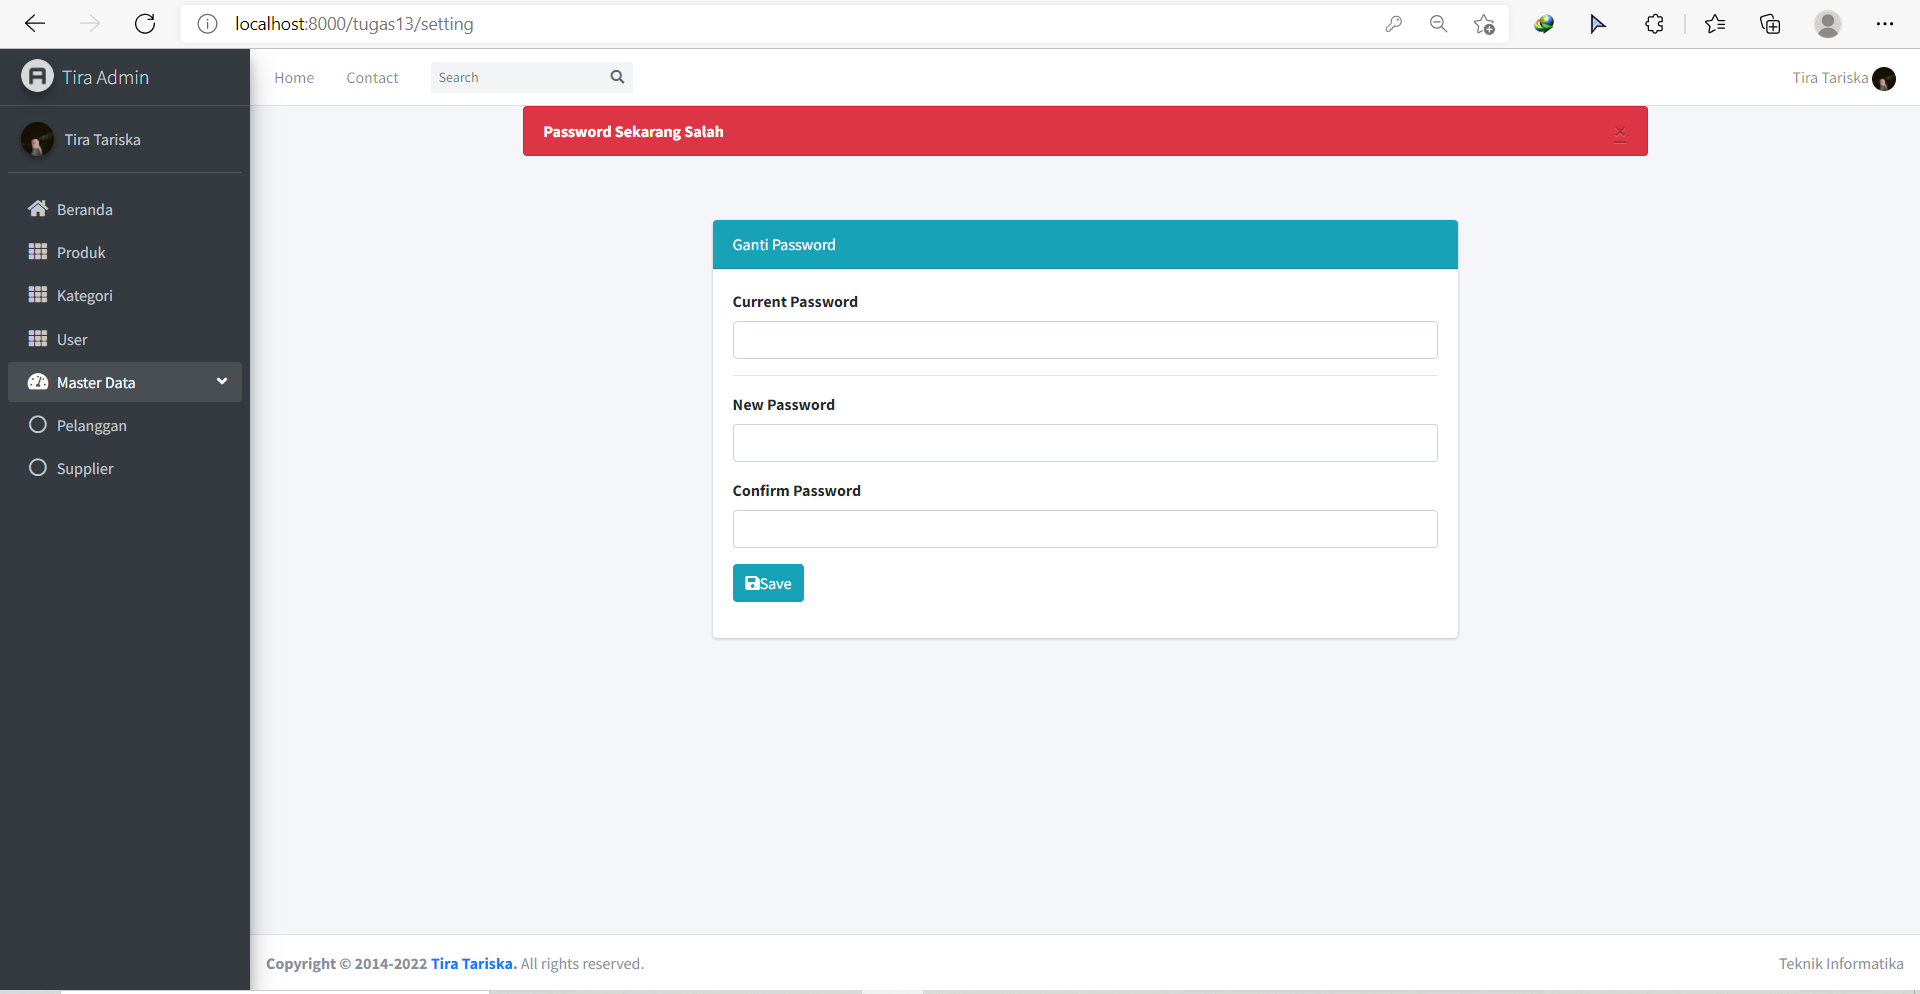 localhost:8000/tugas13/setting
Tira Admin
Home Contact Search
Tira Tariska
Password Sekarang Salah ×
Tira Tariska
Beranda
Produk
Kategori
User
Master Data
Pelanggan
Supplier
Ganti Password
Current Password
New Password
Confirm Password
Save
Copyright © 2014-2022 Tira Tariska. All rights reserved.
Teknik Informatika